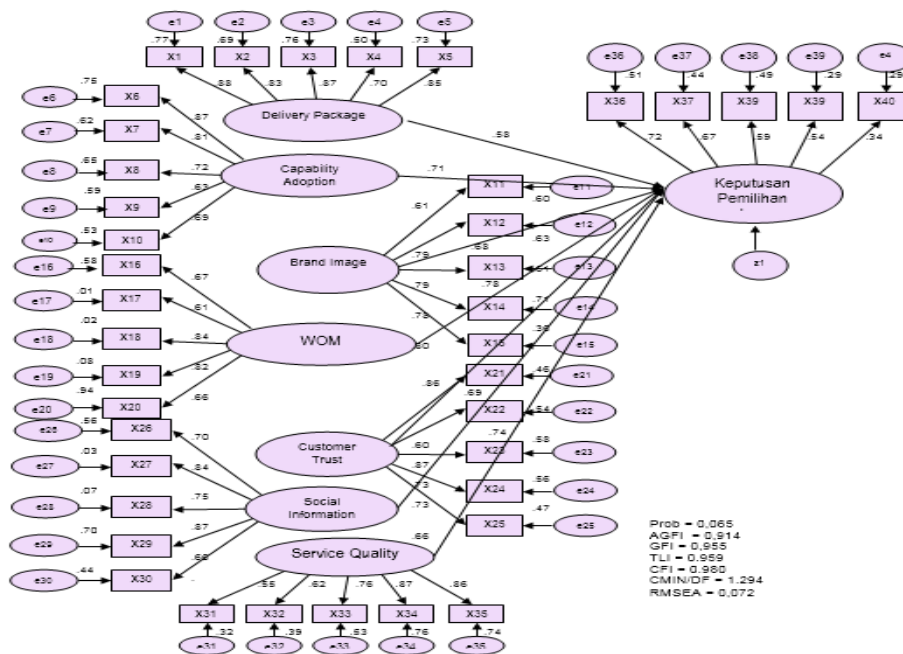 e1 e2 e3 e4 e5
.77 .69 .76 .50 .73
X1 X2 X3 X4 X5
.88 .83 .87 .70 .85
Delivery Package
e36 e37 e38 e39 e4
.51 .44 .49 .29 .29
X36 X37 X39 X39 X40
.72 .67 .59 .54 .34
Keputusan
Pemilihan
z1
.58
e6 .75 X6 .87
e7 .62 X7 .81
e8 .65 X8 .72
e9 .59 X9 .63
e10 .53 X10 .69
Capability
Adoption
.71
X11 e11 .61 .60
X12 e12 .63
X13 e13 .79
X14 e14 .79 .71
X15 e15 .78 .36
Brand Image
.68
e16 .58 X16 .67
e17 .01 X17 .61
e18 .02 X18 .84
e19 .08 X19 .82
e20 .94 X20 .66
WOM
.78
X21 e21 .86 .46
X22 e22 .69 .54
X23 e23 .60 .58
X24 e24 .87 .56
X25 e25 .73 .47
Customer
Trust
.74
e26 .56 X26 .70
e27 .03 X27 .84
e28 .07 X28 .75
e29 .70 X29 .87
e30 .44 X30 .66
Social
Information
.73
Service Quality
.66
.55 .62 .76 .87 .86
X31 X32 X33 X34 X35
.32 .39 .53 .76 .74
e31 e32 e33 e34 e35
Prob = 0,065
AGFI = 0,914
GFI = 0,955
TLI = 0.959
CFI = 0.980
CMIN/DF = 1.294
RMSEA = 0,072